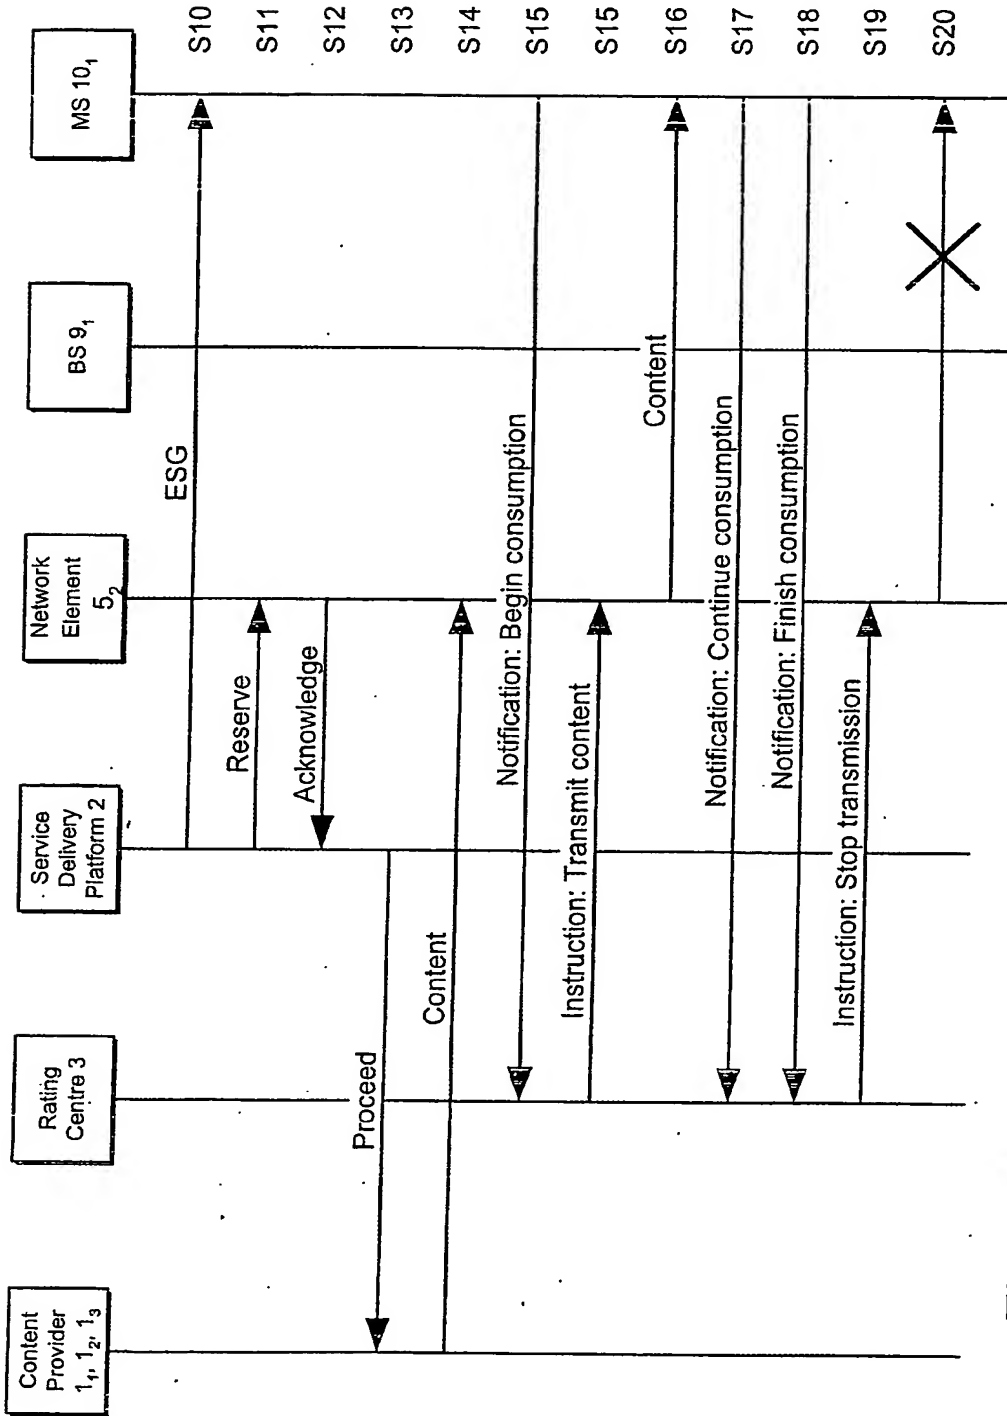 Content
Provider
1₁, 1₂, 1₃
Rating
Centre 3
Service
Delivery
Platform 2
Network
Element
5₂
BS 9₁
MS 10₁
ESG
S10
Reserve
S11
Acknowledge
S12
Proceed
S13
Content
S14
Notification: Begin consumption
S15
Instruction: Transmit content
S15
Content
S16
Notification: Continue consumption
S17
Notification: Finish consumption
S18
Instruction: Stop transmission
S19
S20